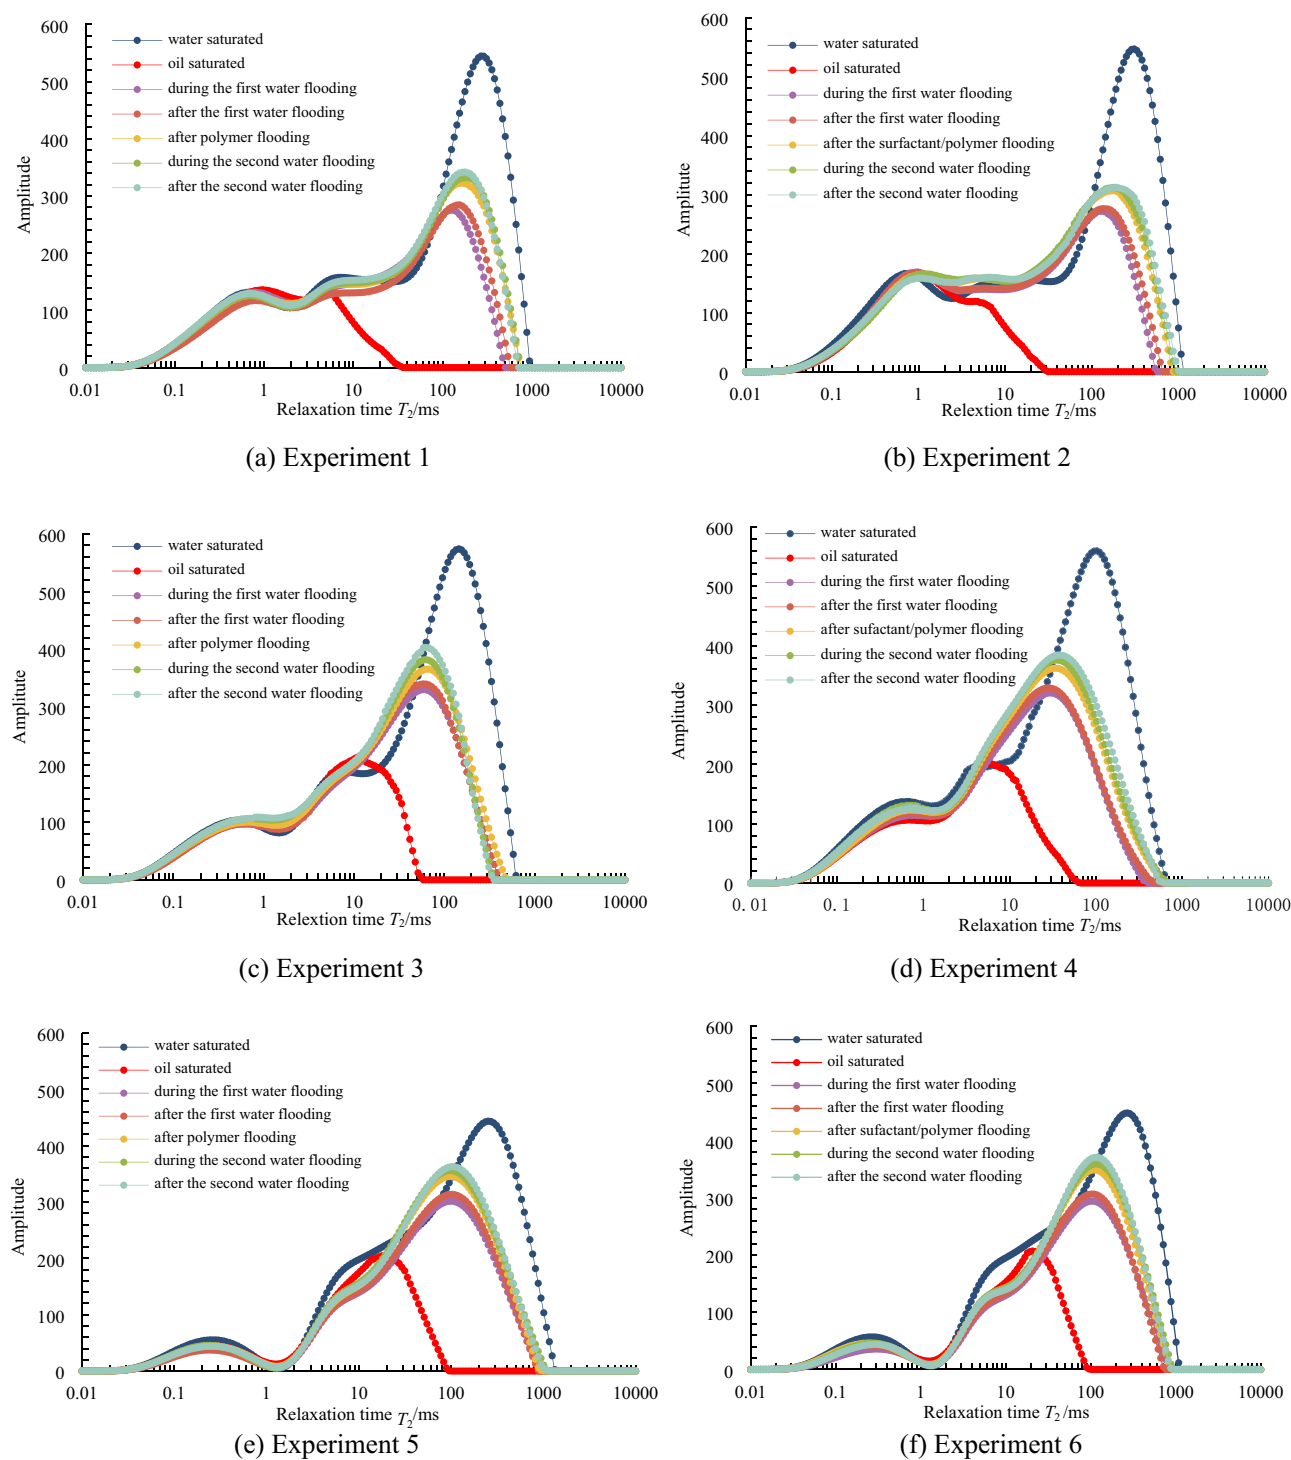 600
500
400
300
200
100
0
Amplitude
water saturated
oil saturated
during the first water flooding
after the first water flooding
after polymer flooding
during the second water flooding
after the second water flooding
0.01 0.1 1 10 100 1000 10000
Relaxation time T2/ms
(a) Experiment 1
600
500
400
300
200
100
0
Amplitute
water saturated
oil saturated
during the first water flooding
after the first water flooding
after the surfactant/polymer flooding
during the second water flooding
after the second water flooding
0.01 0.1 1 10 100 1000 10000
Relextion time T2/ms
(b) Experiment 2
600
500
400
300
200
100
0
Amplitute
water saturated
oil saturated
during the first water flooding
after the first water flooding
after polymer flooding
during the second water flooding
after the second water flooding
0.01 0.1 1 10 100 1000 10000
Relextion time T2/ms
(c) Experiment 3
600
500
400
300
200
100
0
Amplitude
water saturated
oil saturated
during the first water flooding
after the first water flooding
after sufactant/polymer flooding
during the second water flooding
after the second water flooding
0.01 0.1 1 10 100 1000 10000
Relaxation time T2/ms
(d) Experiment 4
600
500
400
300
200
100
0
Amplitude
water saturated
oil saturated
during the first water flooding
after the first water flooding
after polymer flooding
during the second water flooding
after the second water flooding
0.01 0.1 1 10 100 1000 10000
Relaxation time T2/ms
(e) Experiment 5
600
500
400
300
200
100
0
Amplitude
water saturated
oil saturated
during the first water flooding
after the first water flooding
after sufactant/polymer flooding
during the second water flooding
after the second water flooding
0.01 0.1 1 10 100 1000 10000
Relaxation time T2/ms
(f) Experiment 6